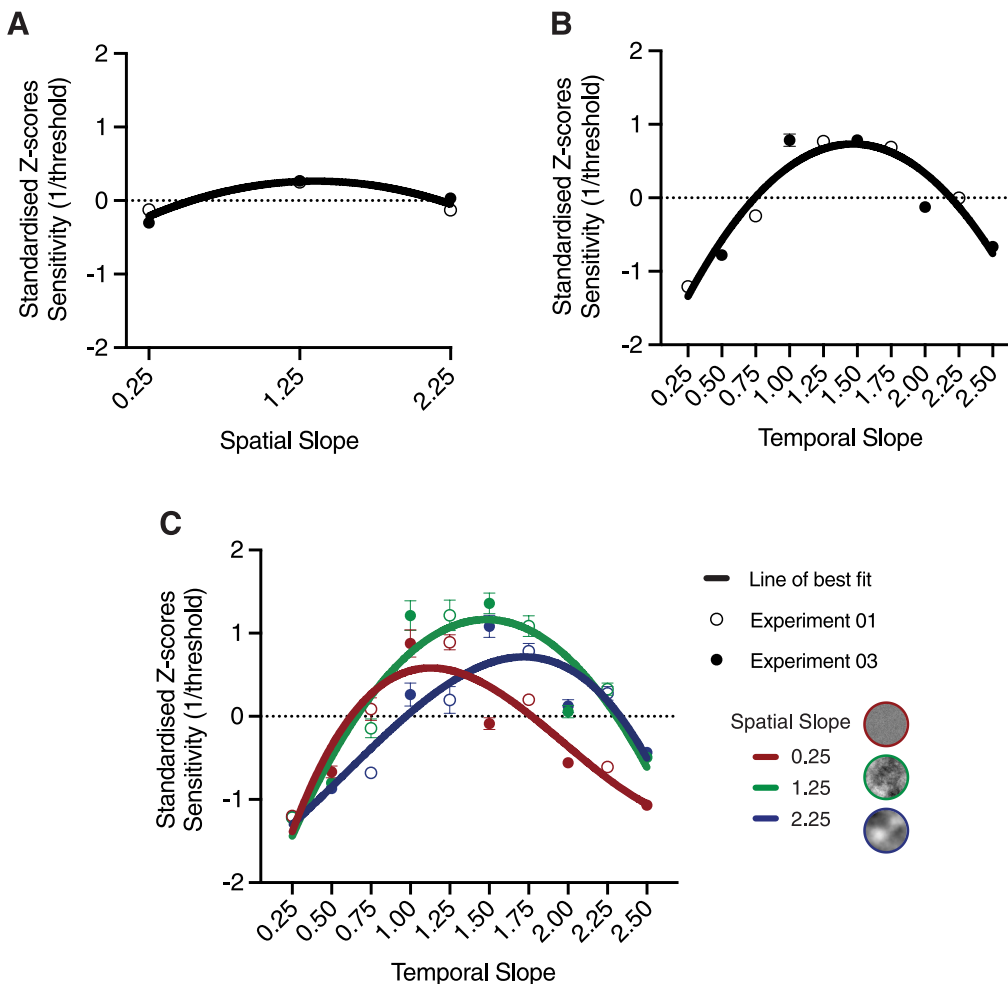 A
Standardised Z-scores
Sensitivity (1/threshold)
2
1
0
-1
-2
0.25
1.25
2.25
Spatial Slope
B
Standardised Z-scores
Sensitivity (1/threshold)
2
1
0
-1
-2
0.25
0.50
0.75
1.00
1.25
1.50
1.75
2.00
2.25
2.50
Temporal Slope
C
Standardised Z-scores
Sensitivity (1/threshold)
2
1
0
-1
-2
0.25
0.50
0.75
1.00
1.25
1.50
1.75
2.00
2.25
2.50
Temporal Slope
Line of best fit
Experiment 01
Experiment 03
Spatial Slope
0.25
1.25
2.25